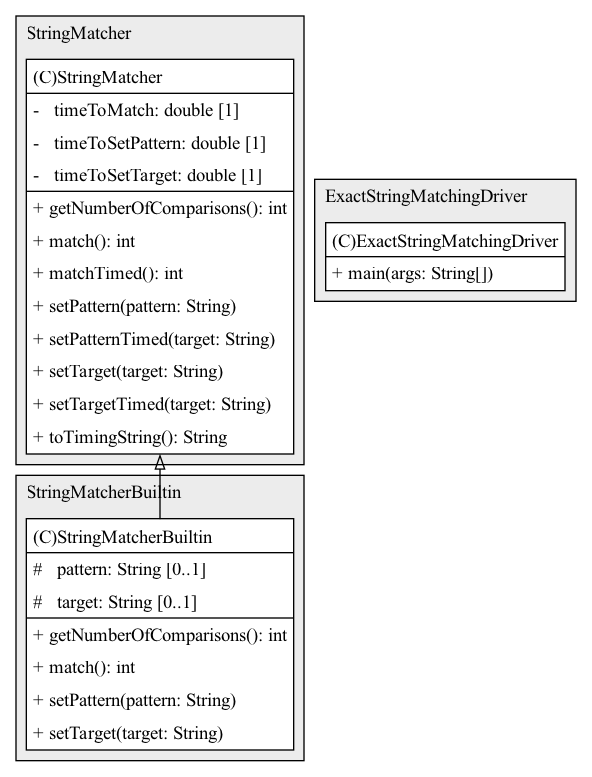 StringMatcher
(C)StringMatcher
- timeToMatch: double [1]
- timeToSetPattern: double [1]
- timeToSetTarget: double [1]
+ getNumberOfComparisons(): int
+ match(): int
+ matchTimed(): int
+ setPattern(pattern: String)
+ setPatternTimed(target: String)
+ setTarget(target: String)
+ setTargetTimed(target: String)
+ toTimingString(): String
ExactStringMatchingDriver
(C)ExactStringMatchingDriver
+ main(args: String[])
StringMatcherBuiltin
(C)StringMatcherBuiltin
# pattern: String [0..1]
# target: String [0..1]
+ getNumberOfComparisons(): int
+ match(): int
+ setPattern(pattern: String)
+ setTarget(target: String)